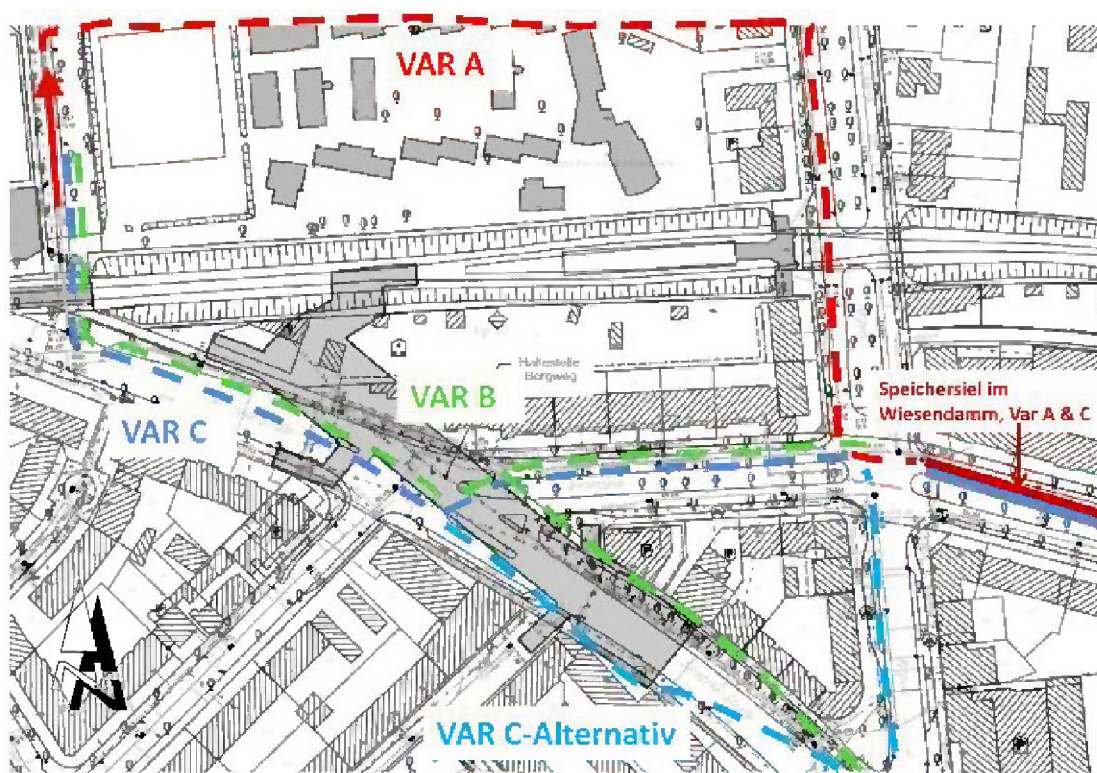 VAR A
Haltestelle
Borgweg
VAR B
VAR C
Speichersiel im
Wiesendamm, Var A & C
VAR C-Alternativ